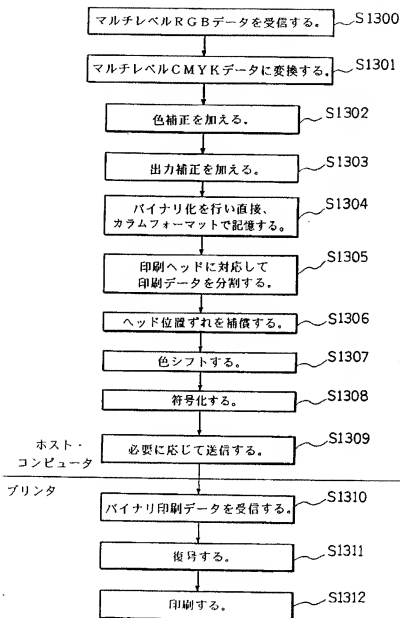 マルチレベルRGBデータを受信する。 S1300
マルチレベルCMYKデータに変換する。 S1301
色補正を加える。 S1302
出力補正を加える。 S1303
バイナリ化を行い直接、
カラムフォーマットで記憶する。 S1304
印刷ヘッドに対応して
印刷データを分割する。 S1305
ヘッド位置ずれを補償する。 S1306
色シフトする。 S1307
符号化する。 S1308
必要に応じて送信する。 S1309
ホスト・
コンピュータ
プリンタ
バイナリ印刷データを受信する。 S1310
復号する。 S1311
印刷する。 S1312